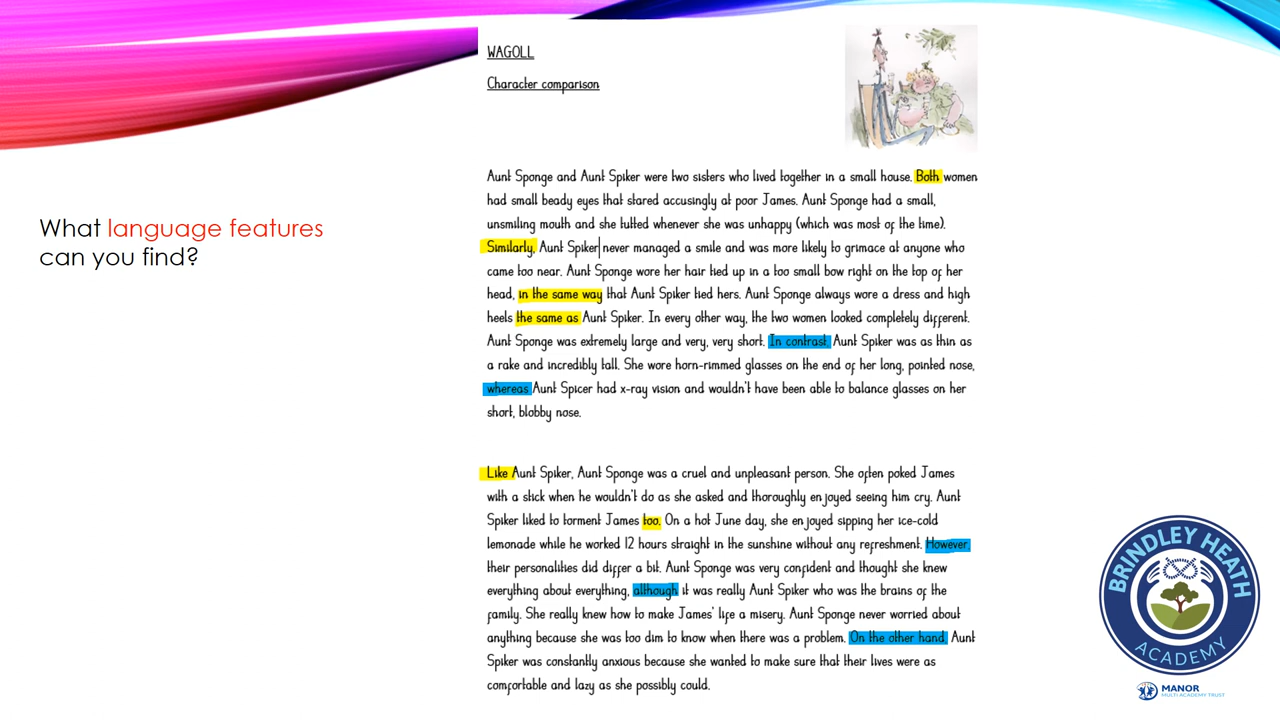 WAGOLL
Character comparison
What language features
can you find?
Aunt Sponge and Aunt Spiker were two sisters who lived together in a small house. Both women
had small beady eyes that stared accusingly at poor James. Aunt Sponge had a small,
unsmiling mouth and she tutted whenever she was unhappy (which was most of the time).
Similarly, Aunt Spiker never managed a smile and was more likely to grimace at anyone who
came too near. Aunt Sponge wore her hair tied up in a too small bow right on the top of her
head, in the same way that Aunt Spiker tied hers. Aunt Sponge always wore a dress and high
heels the same as Aunt Spiker. In every other way, the two women looked completely different.
Aunt Sponge was extremely large and very, very short. In contrast, Aunt Spiker was as thin as
a rake and incredibly tall. She wore horn-rimmed glasses on the end of her long, pointed nose,
whereas Aunt Spicer had x-ray vision and wouldn't have been able to balance glasses on her
short, blobby nose.
Like Aunt Spiker, Aunt Sponge was a cruel and unpleasant person. She often poked James
with a stick when he wouldn't do as she asked and thoroughly enjoyed seeing him cry. Aunt
Spiker liked to torment James too. On a hot June day, she enjoyed sipping her ice-cold
lemonade while he worked 12 hours straight in the sunshine without any refreshment. However,
their personalities did differ a bit. Aunt Sponge was very confident and thought she knew
everything about everything, although it was really Aunt Spiker who was the brains of the
family. She really knew how to make James' life a misery. Aunt Sponge never worried about
anything because she was too dim to know when there was a problem. On the other hand, Aunt
Spiker was constantly anxious because she wanted to make sure that their lives were as
comfortable and lazy as she possibly could.
BRINDLEY HEATH
ACADEMY
MANOR
MULTI ACADEMY TRUST